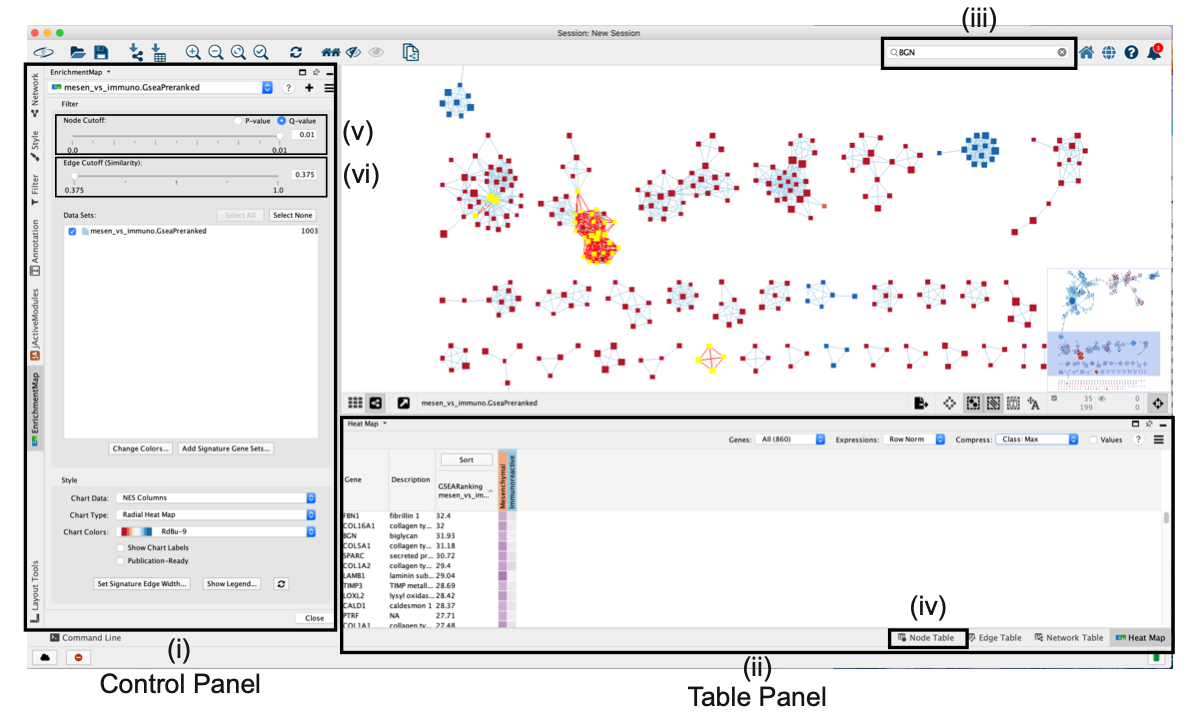 (iii)
Session: New Session
BGN
3
EnrichmentMap
mesen_vs_immuno.GseaPreranked
?
Filter
Node Cutoff:
P-value
Q-value
0.01
0.0
0.01
(v)
Edge Cutoff (Similarity):
0.375
0.375
1.0
(vi)
Data Sets:
Select All
Select None
mesen_vs_immuno.GseaPreranked
1003
Change Colors...
Add Signature Gene Sets...
Style
Chart Data:
NES Columns
Chart Type:
Radial Heat Map
Chart Colors:
RdBu-9
Show Chart Labels
Publication-Ready
Set Signature Edge Width...
Show Legend...
Close
Network
Style
Filter
Annotation
jActiveModules
EnrichmentMap
Layout Tools
mesen_vs_immuno.GseaPreranked
35
0
199
0
Heat Map
Genes:
All (860)
Expressions:
Row Norm
Compress:
Class: Max
Values
?
Gene
Description
Sort
GSEARanking
mesen_vs_im...
Mesenchymal
Immunoreactive
FBN1 fibrillin 1 32.4
COL16A1 collagen ty... 32
BGN biglycan 31.93
COL5A1 collagen ty... 31.18
SPARC secreted pr... 30.72
COL1A2 collagen ty... 29.4
LAMB1 laminin sub... 29.04
TIMP3 TIMP metall... 28.69
LOXL2 lysyl oxidas... 28.42
CALD1 caldesmon 1 28.37
PTRF NA 27.71
COL1A1 collagen ty... 27.48
(iv)
Node Table
Edge Table
Network Table
Heat Map
Command Line
(i)
Control Panel
(ii)
Table Panel